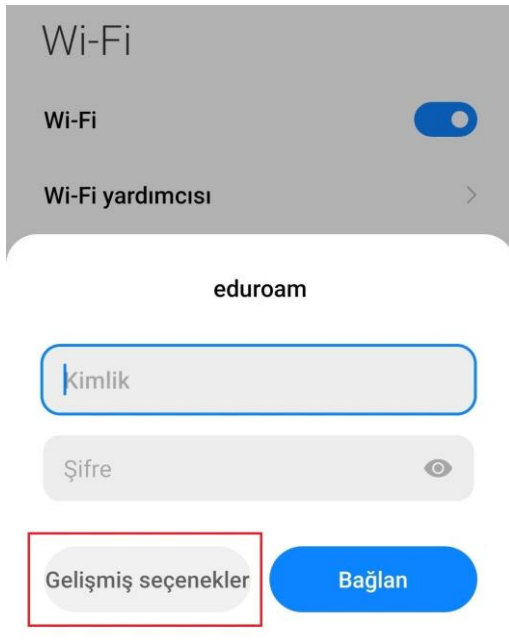 Wi-Fi
Wi-Fi
Wi-Fi yardımcısı
eduroam
Kimlik
Şifre
Gelişmiş seçenekler
Bağlan